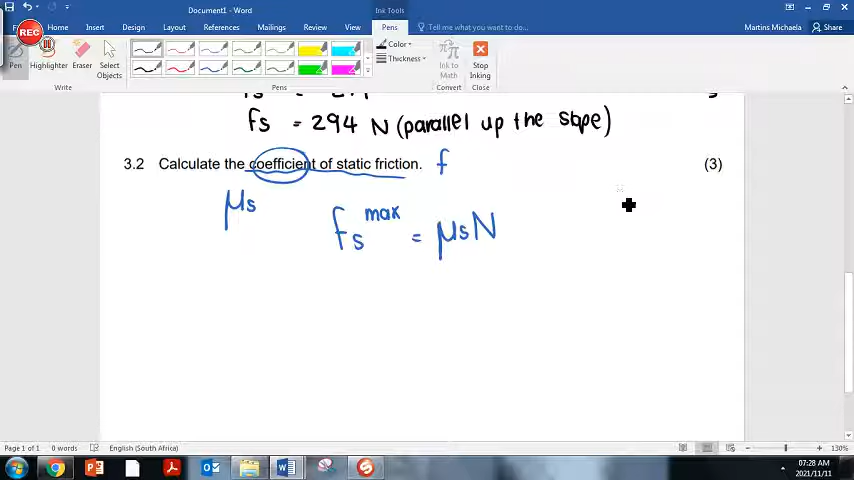 Document1 - Word
Ink Tools
Martins Michaela
REC
Home Insert Draw Layout References Mailings Review View Pens Tell me what you want to do... Share
Pen Highlighter Eraser Select Objects
Color
Thickness
Ink to Math
Stop Inking
Write Pens Convert Close
fs = 294 N (parallel up the slope)
3.2 Calculate the coefficient of static friction. f (3)
μs
fs max = μsN
Page 1 of 1 0 words English (South Africa) 130%
07:28 AM
2021/11/11